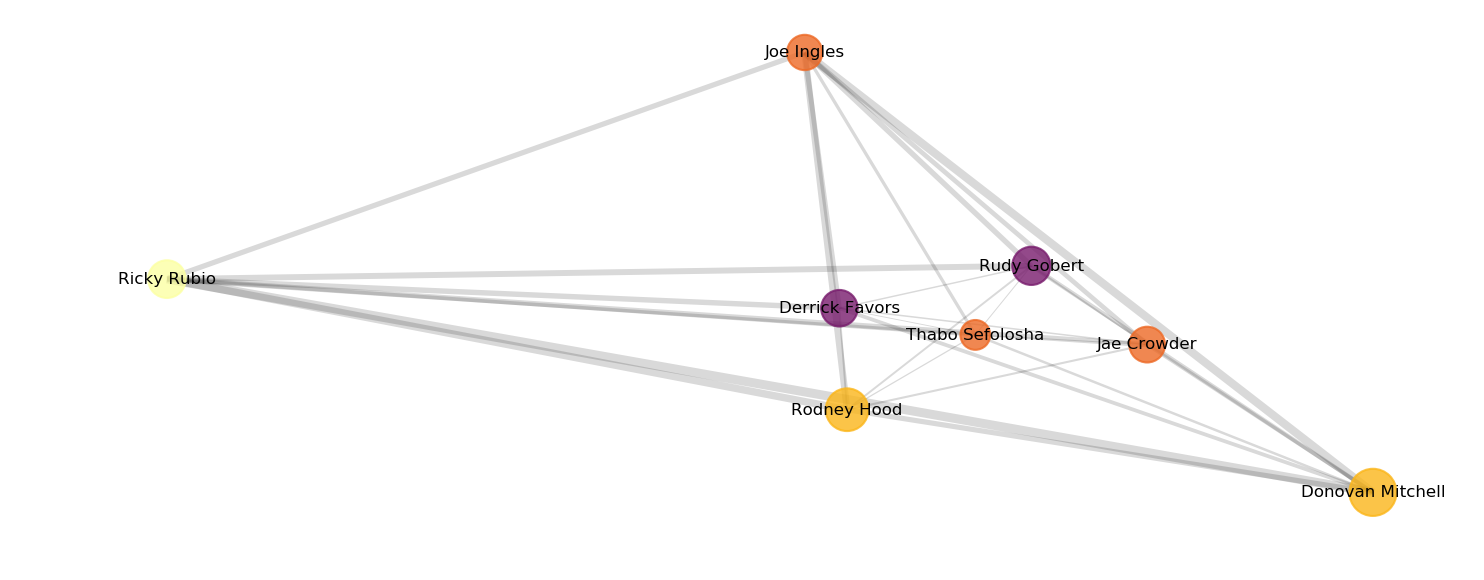 Joe Ingles
Rudy Gobert
Ricky Rubio
Derrick Favors
Thabo Sefolosha
Jae Crowder
Rodney Hood
Donovan Mitchell